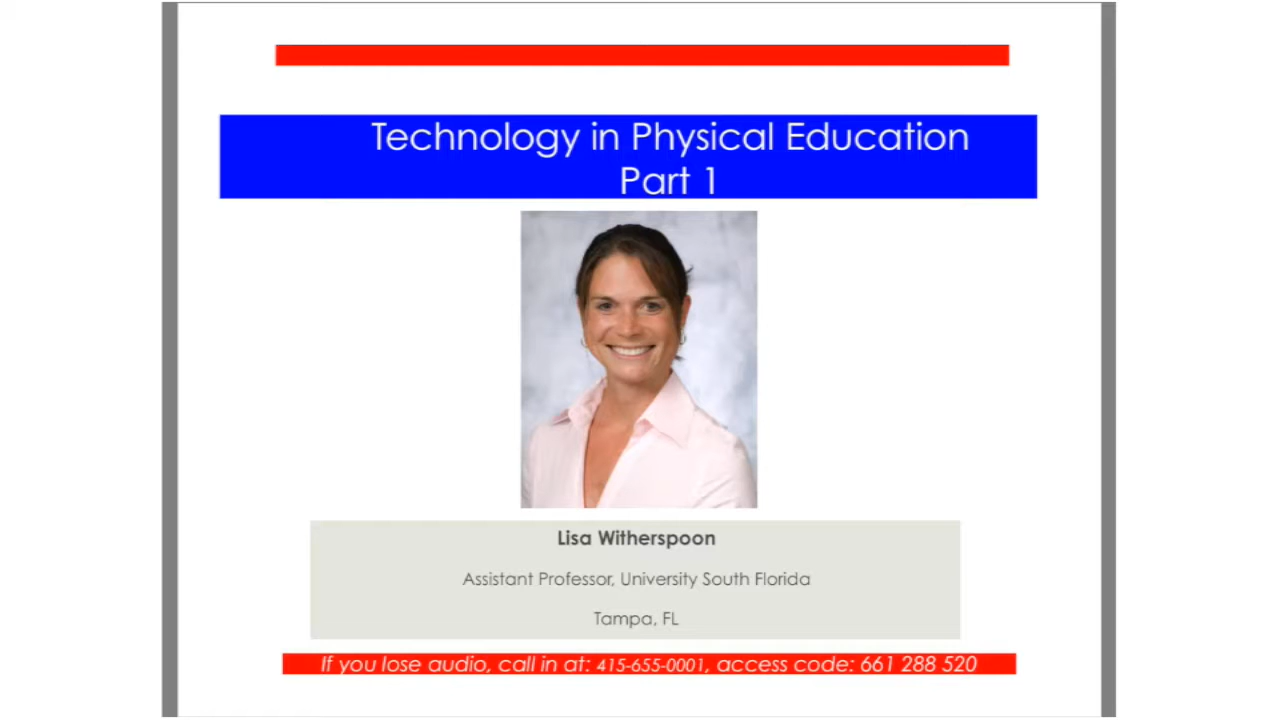 Technology in Physical Education
Part 1
Lisa Witherspoon
Assistant Professor, University South Florida
Tampa, FL
If you lose audio, call in at: 415-655-0001, access code: 661 288 520